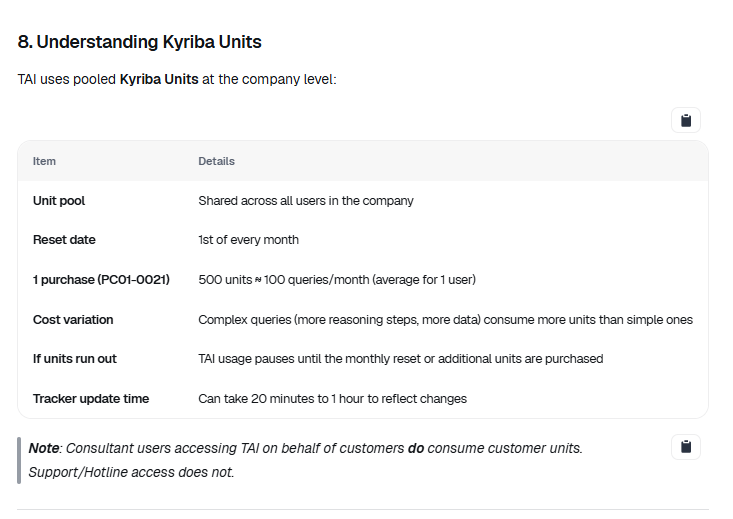 8. Understanding Kyriba Units
TAI uses pooled Kyriba Units at the company level:
Item Details
Unit pool Shared across all users in the company
Reset date 1st of every month
1 purchase (PC01-0021) 500 units ≈ 100 queries/month (average for 1 user)
Cost variation Complex queries (more reasoning steps, more data) consume more units than simple ones
If units run out TAI usage pauses until the monthly reset or additional units are purchased
Tracker update time Can take 20 minutes to 1 hour to reflect changes
Note: Consultant users accessing TAI on behalf of customers do consume customer units.
Support/Hotline access does not.